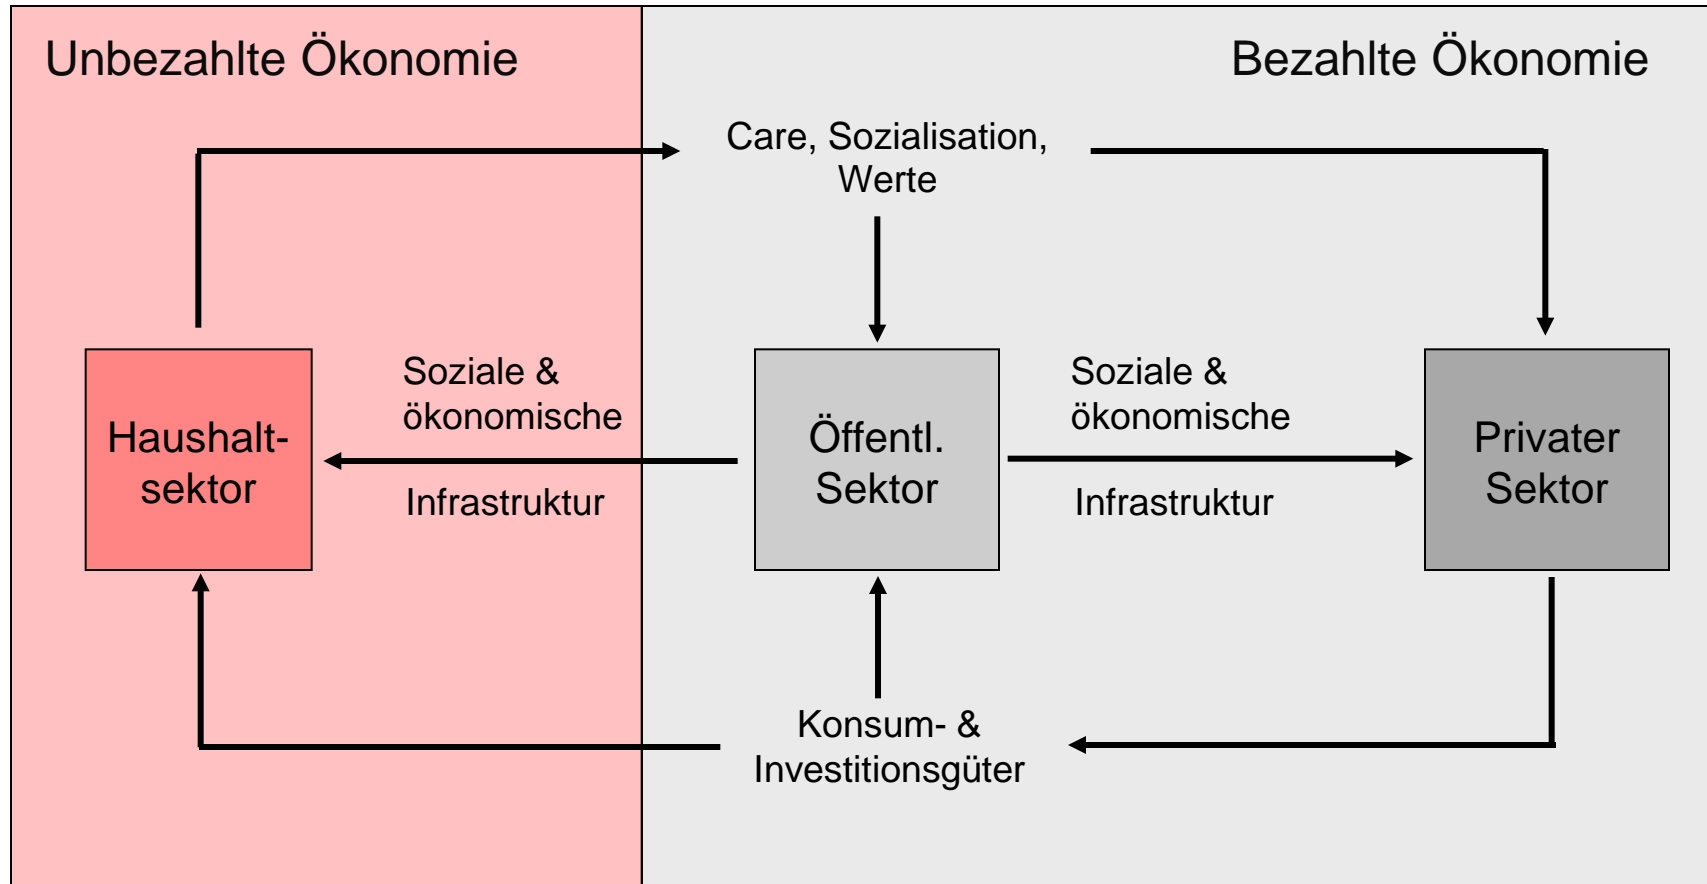 Unbezahlte Ökonomie
Bezahlte Ökonomie
Care, Sozialisation,
Werte
Haushalt-
sektor
Soziale &
ökonomische
Infrastruktur
Öffentl.
Sektor
Soziale &
ökonomische
Infrastruktur
Privater
Sektor
Konsum- &
Investitionsgüter